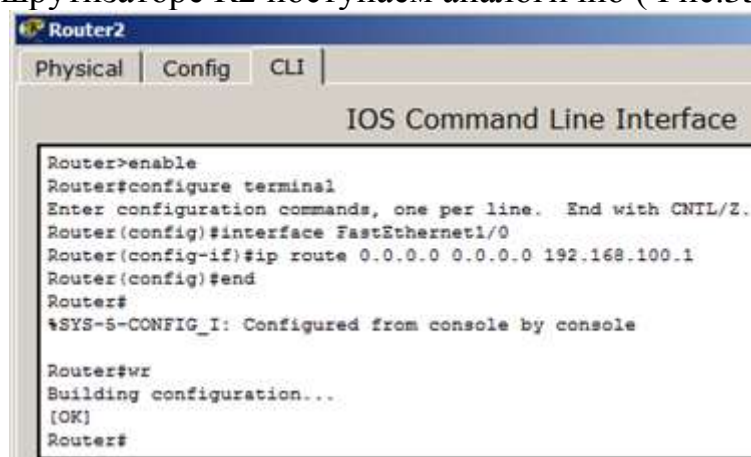 R2 поступаем аналогично
Router2
Physical Config CLI
IOS Command Line Interface
Router>enable
Router#configure terminal
Enter configuration commands, one per line. End with CNTL/Z.
Router(config)#interface FastEthernet1/0
Router(config-if)#ip route 0.0.0.0 0.0.0.0 192.168.100.1
Router(config)#end
Router#
%SYS-5-CONFIG_I: Configured from console by console
Router#wr
Building configuration...
[OK]
Router#